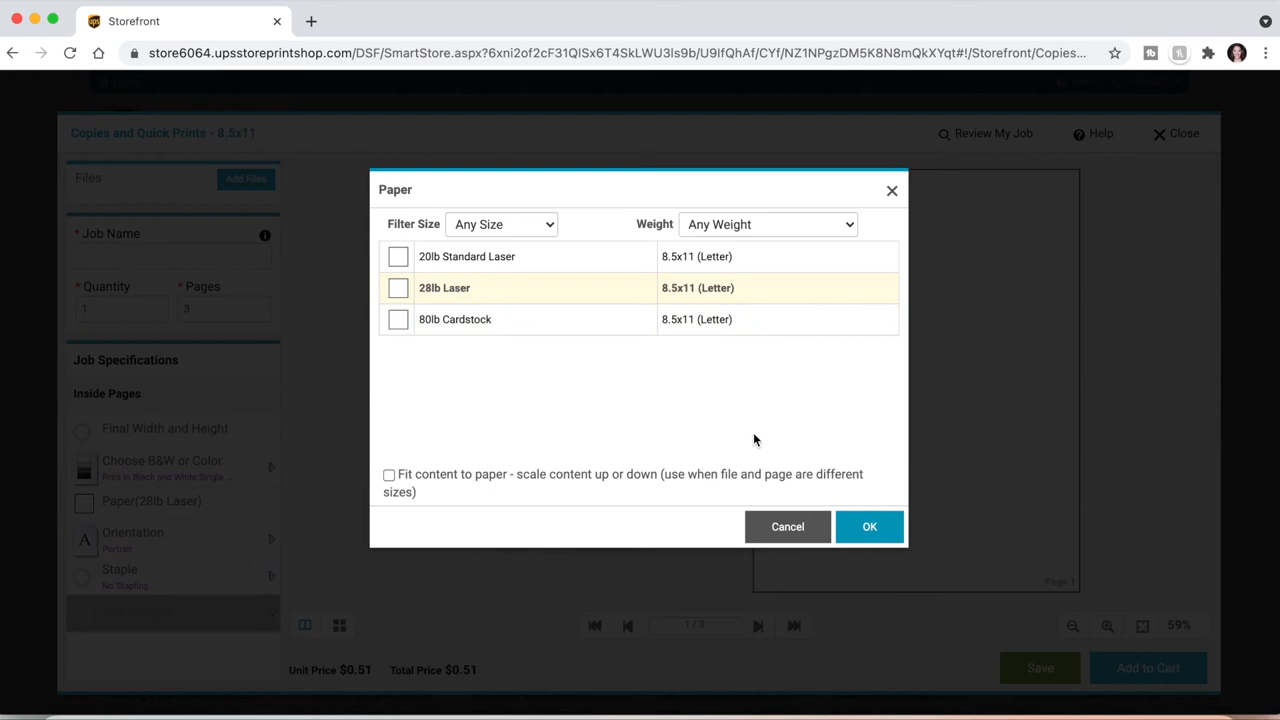 Storefront
store6064.upsstoreprintshop.com/DSF/SmartStore.aspx?6xni2of2cF31QlSx6T4SkLWU3Is9b/U9lfQhAf/CYf/NZ1NPgzDM5K8N8mQkXYqt#!/Storefront/Copies...
Copies and Quick Prints - 8.5x11
Review My Job
Help
Close
Files
Add Files
* Job Name
* Quantity
* Pages
1
3
Job Specifications
Inside Pages
Final Width and Height
Choose B&W or Color
Print in Black and White:Single ...
Paper(28lb Laser)
Orientation
Portrait
Staple
No Stapling
Paper
Filter Size Any Size
Weight Any Weight
20lb Standard Laser 8.5x11 (Letter)
28lb Laser 8.5x11 (Letter)
80lb Cardstock 8.5x11 (Letter)
Fit content to paper - scale content up or down (use when file and page are different
sizes)
Cancel
OK
Page 1
1 / 3
59%
Unit Price $0.51 Total Price $0.51
Save
Add to Cart